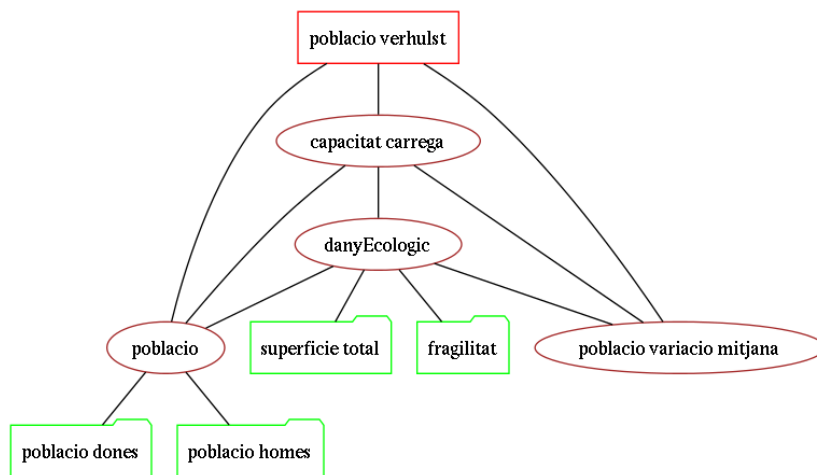 poblacio verhulst
capacitat carrega
danyEcologic
poblacio
superficie total
fragilitat
poblacio variacio mitjana
poblacio dones
poblacio homes